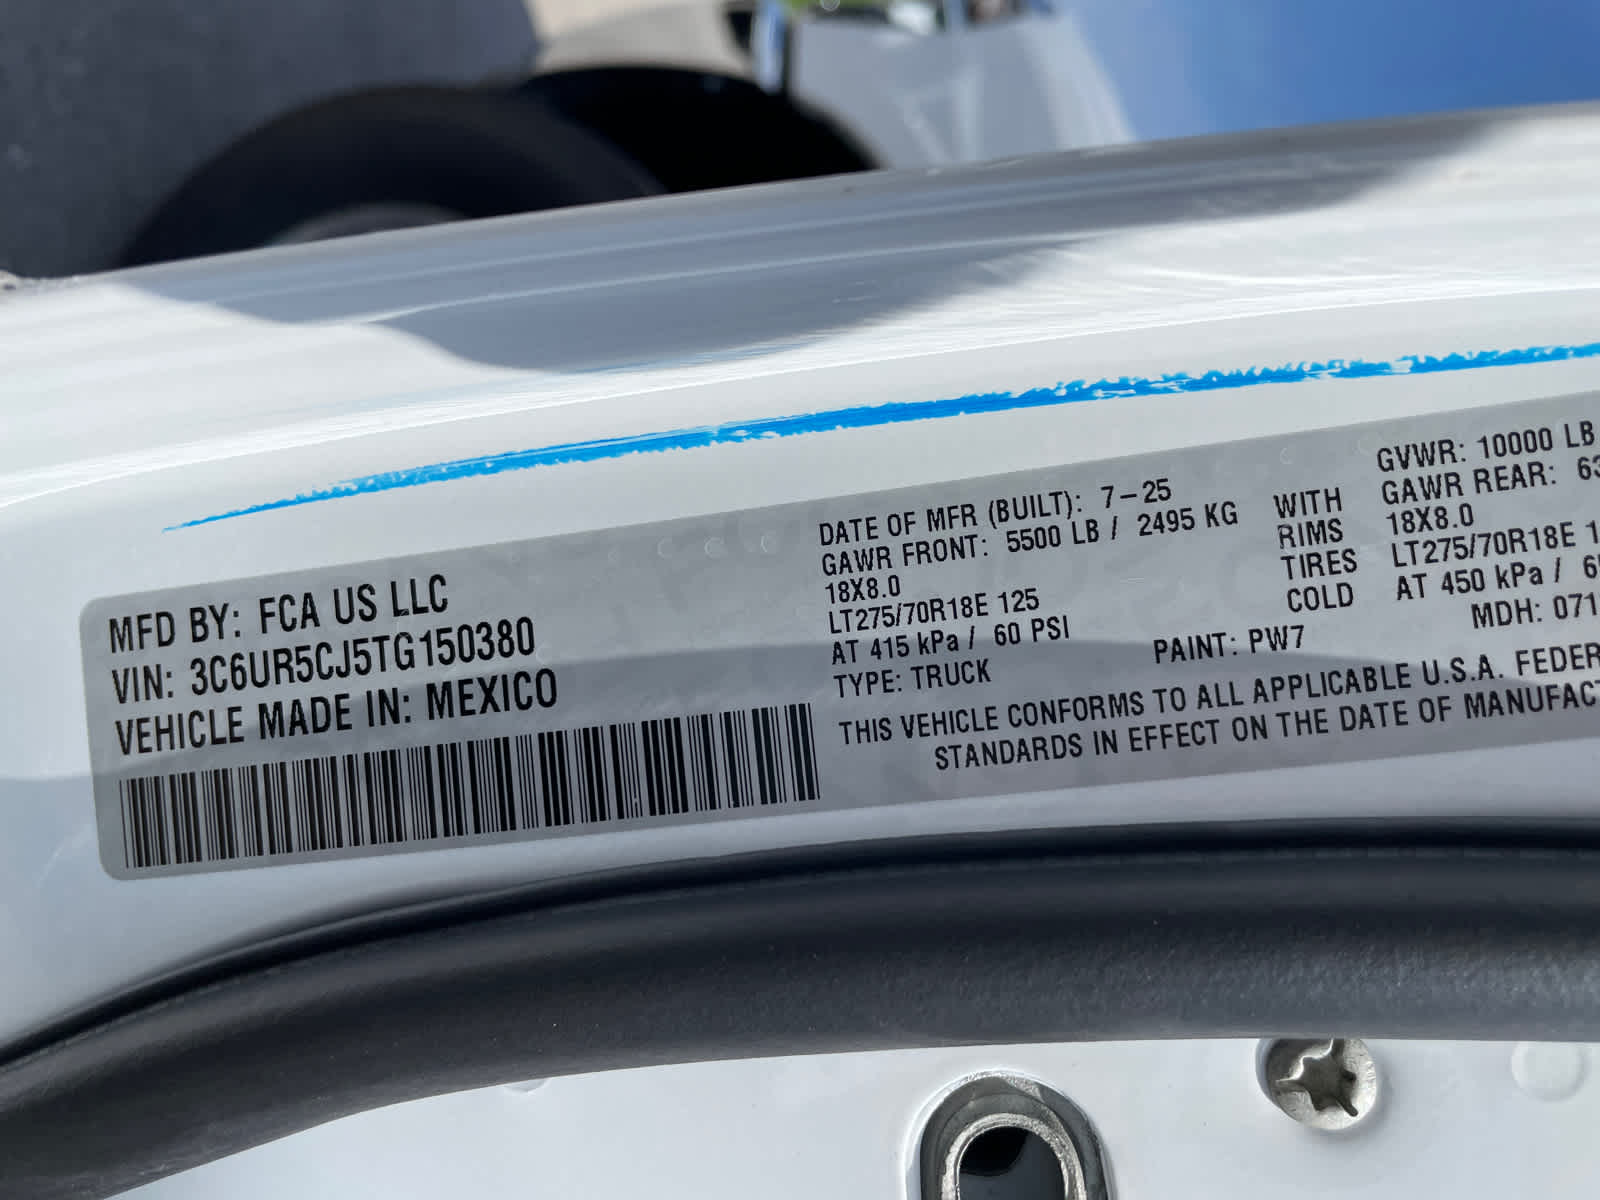 MFD BY: FCA US LLC
VIN: 3C6UR5CJ5TG150380
VEHICLE MADE IN: MEXICO
DATE OF MFR (BUILT): 7-25
GAWR FRONT: 5500 LB / 2495 KG
18X8.0
LT275/70R18E 125
AT 415 kPa / 60 PSI
TYPE: TRUCK
WITH
RIMS
TIRES
COLD
GVWR: 10000 LB
GAWR REAR:
18X8.0
LT275/70R18E
AT 450 kPa /
PAINT: PW7
MDH:
THIS VEHICLE CONFORMS TO ALL APPLICABLE U.S.A.
STANDARDS IN EFFECT ON THE DATE OF